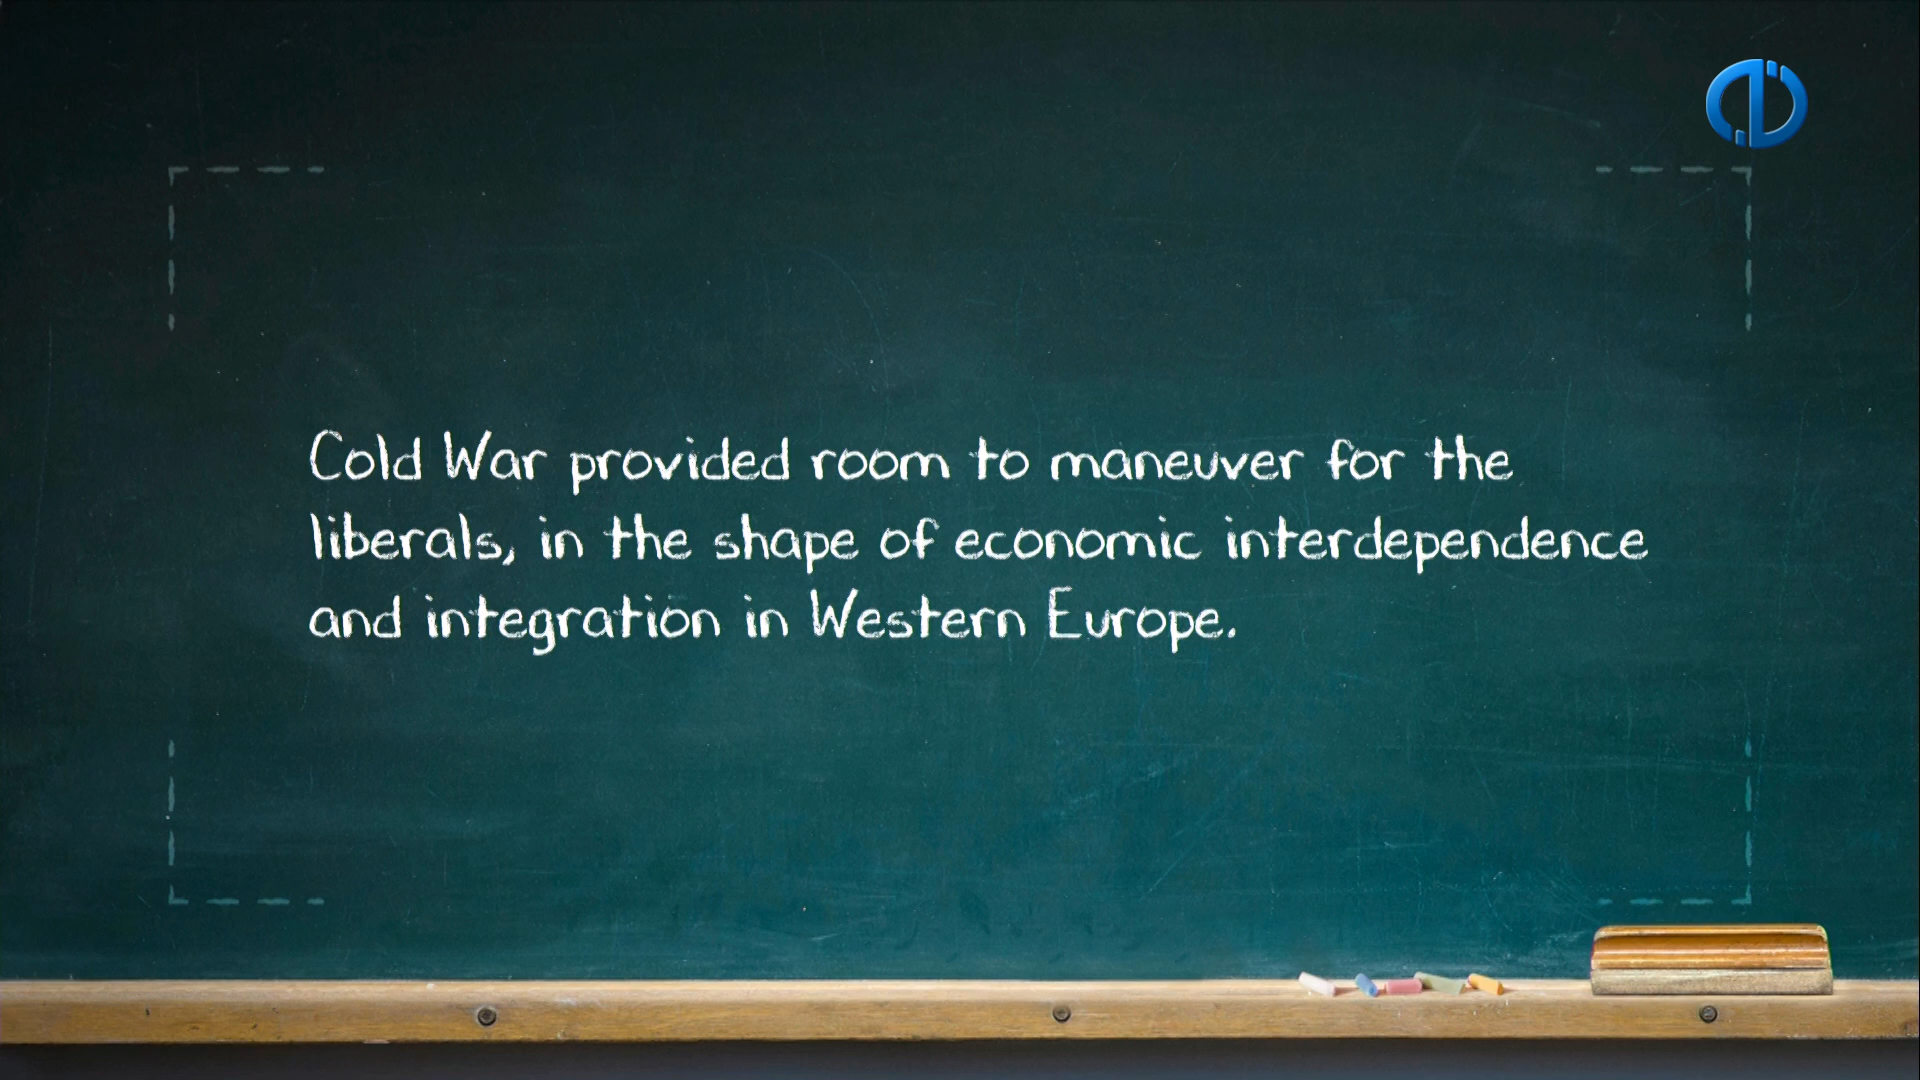 Cold War provided room to maneuver for the
liberals, in the shape of economic interdependence
and integration in Western Europe.